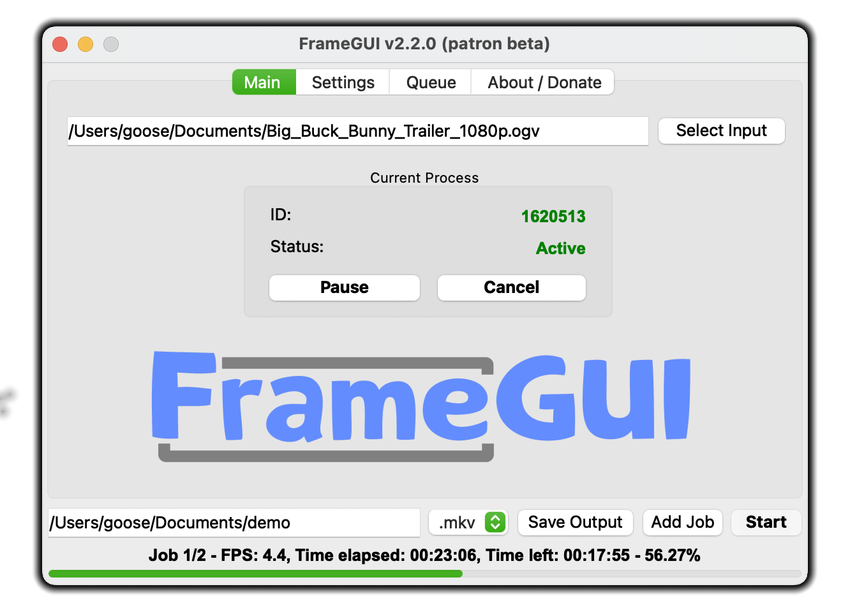 FrameGUI v2.2.0 (patron beta)
Main Settings Queue About / Donate
/Users/goose/Documents/Big_Buck_Bunny_Trailer_1080p.ogv Select Input
Current Process
ID: 1620513
Status: Active
Pause Cancel
FrameGUI
/Users/goose/Documents/demo .mkv Save Output Add Job Start
Job 1/2 - FPS: 4.4, Time elapsed: 00:23:06, Time left: 00:17:55 - 56.27%